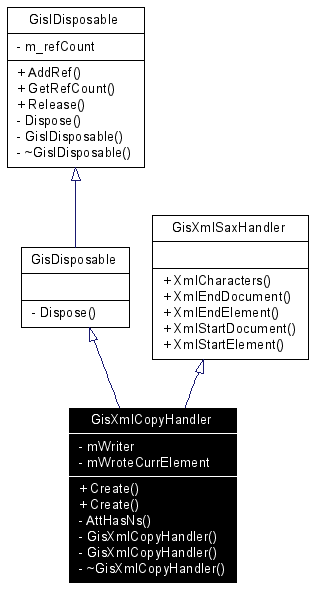 GisIDisposable
- m_refCount
+ AddRef()
+ GetRefCount()
+ Release()
- Dispose()
- GisIDisposable()
- ~GisIDisposable()
GisDisposable
- Dispose()
GisXmlSaxHandler
+ XmlCharacters()
+ XmlEndDocument()
+ XmlEndElement()
+ XmlStartDocument()
+ XmlStartElement()
GisXmlCopyHandler
- mWriter
- mWroteCurrElement
+ Create()
+ Create()
- AttHasNs()
- GisXmlCopyHandler()
- GisXmlCopyHandler()
- ~GisXmlCopyHandler()